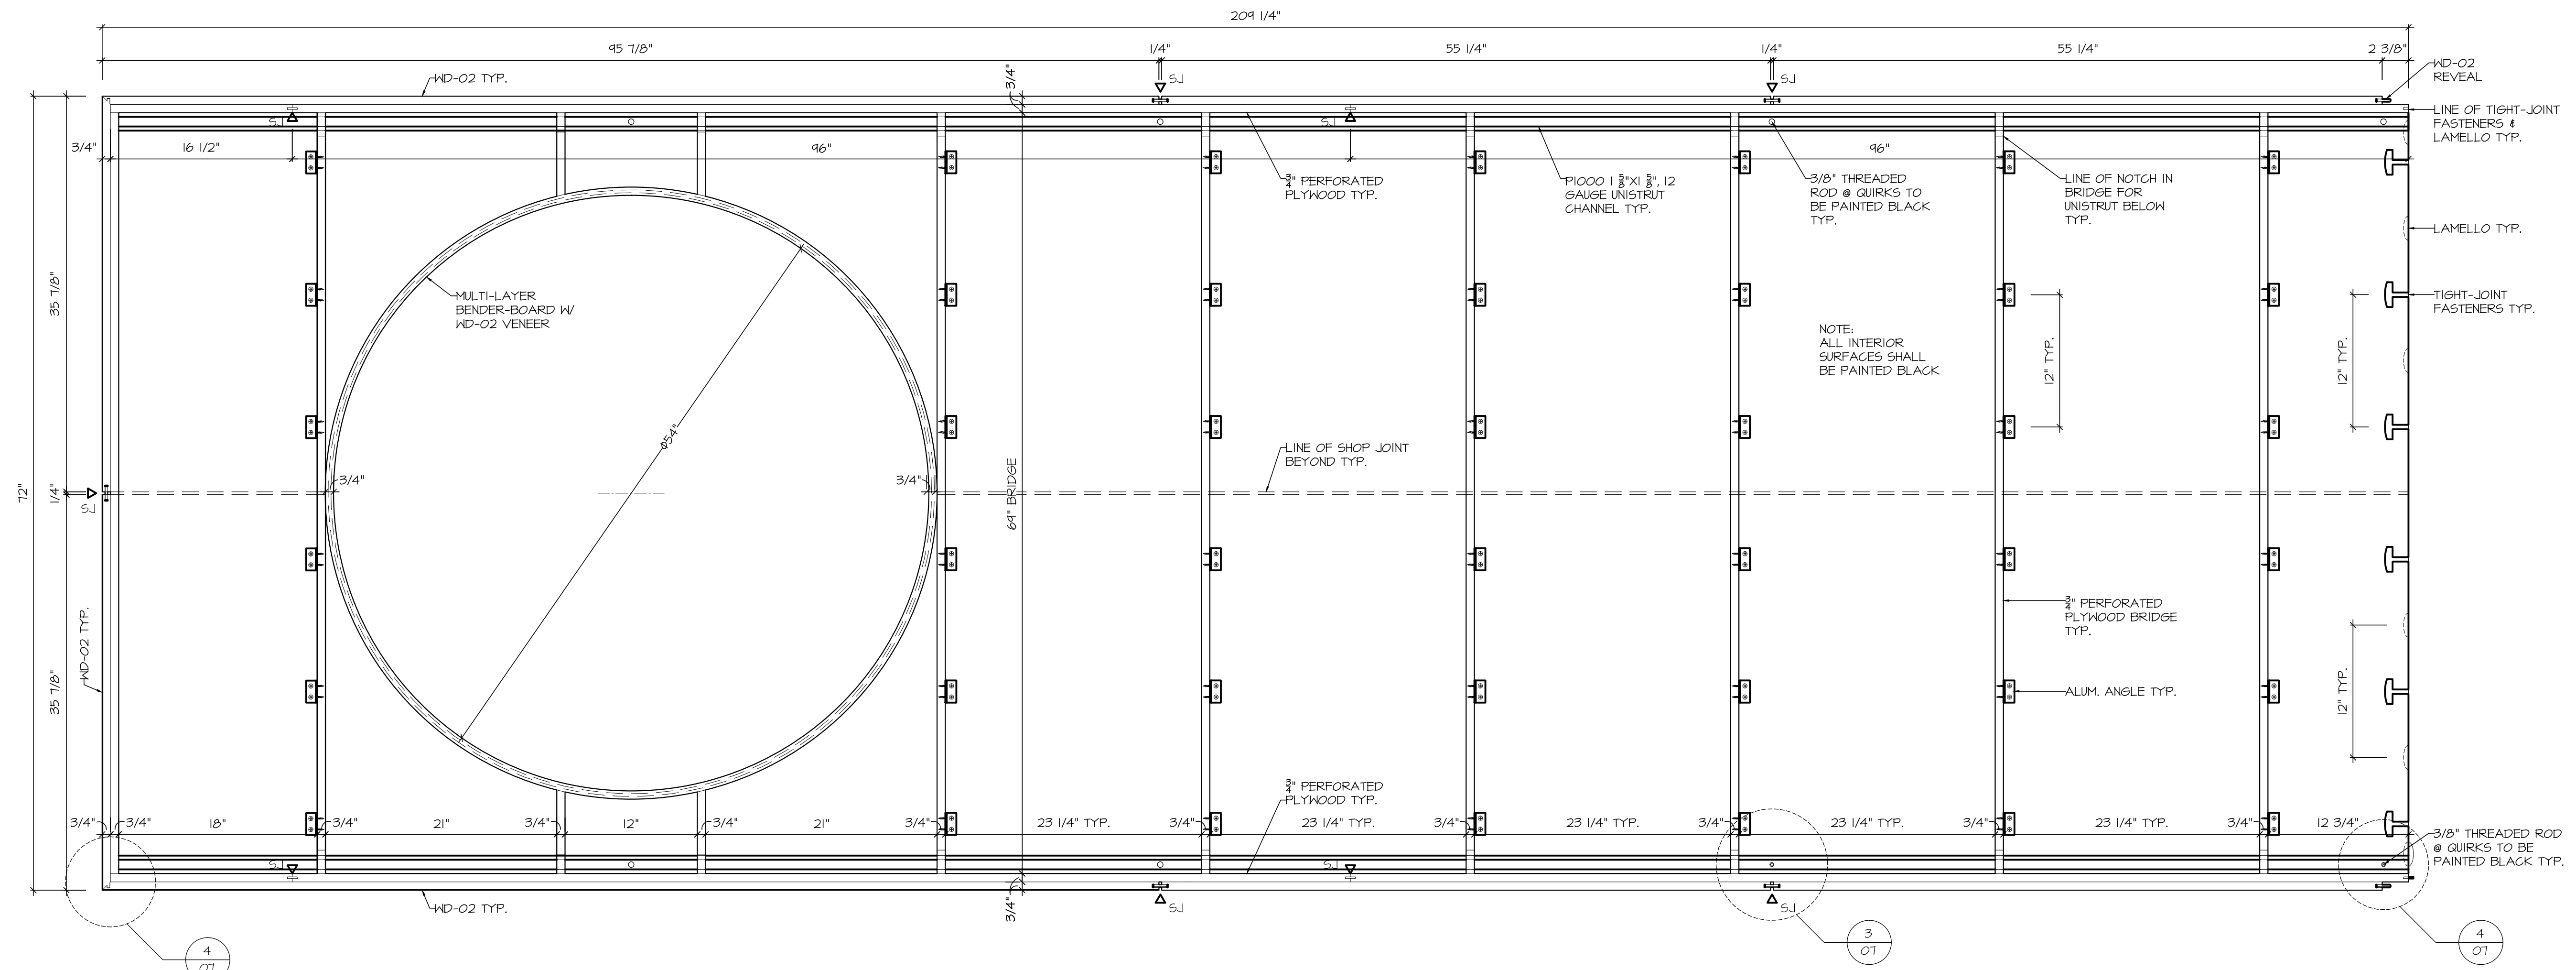 209 1/4"
95 7/8"
1/4"
55 1/4"
1/4"
55 1/4"
2 3/8"
WD-02 TYP.
3/4"
SJ
SJ
WD-02
REVEAL
LINE OF TIGHT-JOINT
FASTENERS &
LAMELLO TYP.
SJ
SJ
3/4"
16 1/2"
96"
96"
3/4" PERFORATED
PLYWOOD TYP.
P1000 1 5/8"X1 5/8", 12
GAUGE UNISTRUT
CHANNEL TYP.
3/8" THREADED
ROD @ QUIRKS TO
BE PAINTED BLACK
TYP.
LINE OF NOTCH IN
BRIDGE FOR
UNISTRUT BELOW
TYP.
LAMELLO TYP.
35 7/8"
MULTI-LAYER
BENDER-BOARD W/
WD-02 VENEER
TIGHT-JOINT
FASTENERS TYP.
NOTE:
ALL INTERIOR
SURFACES SHALL
BE PAINTED BLACK
12" TYP.
12" TYP.
⌀54"
LINE OF SHOP JOINT
BEYOND TYP.
72"
1/4"
SJ
3/4"
3/4"
69" BRIDGE
WD-02 TYP.
3/4" PERFORATED
PLYWOOD BRIDGE
TYP.
35 7/8"
ALUM. ANGLE TYP.
12" TYP.
3/4" PERFORATED
PLYWOOD TYP.
3/4"
3/4"
18"
3/4"
21"
3/4"
12"
3/4"
21"
3/4"
23 1/4" TYP.
3/4"
23 1/4" TYP.
3/4"
23 1/4" TYP.
3/4"
23 1/4" TYP.
3/4"
23 1/4" TYP.
3/4"
12 3/4"
3/8" THREADED ROD
@ QUIRKS TO BE
PAINTED BLACK TYP.
SJ
SJ
WD-02 TYP.
3/4"
SJ
SJ
4
07
3
07
4
07